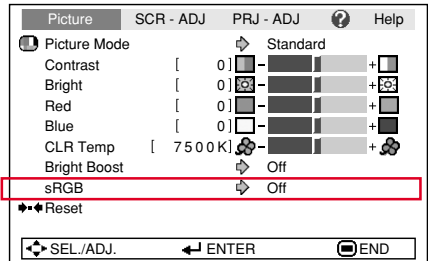 Picture SCR - ADJ PRJ - ADJ ? Help
Picture Mode Standard
Contrast [ 0] - +
Bright [ 0] - +
Red [ 0] - +
Blue [ 0] - +
CLR Temp [ 7500K] - +
Bright Boost Off
sRGB Off
Reset
SEL./ADJ. ENTER END